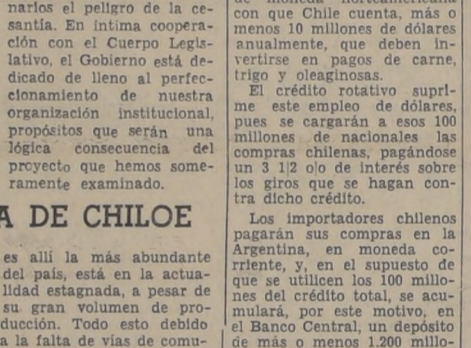 narios el peligro de la ce-
santía. En íntima coopera-
ción con el Cuerpo Legis-
lativo, el Gobierno está de-
dicado de lleno al perfec-
cionamiento de nuestra
organización institucional,
propósitos que serán una
lógica consecuencia del
proyecto que hemos some-
ramente examinado.
A DE CHILOE
es allí la más abundante
del país, está en la actua-
lidad estagnada, a pesar de
su gran volumen de pro-
ducción. Todo esto debido
a la falta de vías de comu-
de moneda norteamericana
con que Chile cuenta, más o
menos 10 millones de dólares
anualmente, que deben in-
vertirse en pagos de carne,
trigo y oleaginosas.
El crédito rotativo supri-
me este empleo de dólares,
pues se cargarán a esos 100
millones de nacionales las
compras chilenas, pagándose
un 3 1|2 o|o de interés sobre
los giros que se hagan con-
tra dicho crédito.
Los importadores chilenos
pagarán sus compras en la
Argentina, en moneda co-
rriente, y, en el supuesto de
que se utilicen los 100 millo-
nes del crédito total, se acu-
mulará, por este motivo, en
el Banco Central, un depósito
de más o menos 1.200 millo-